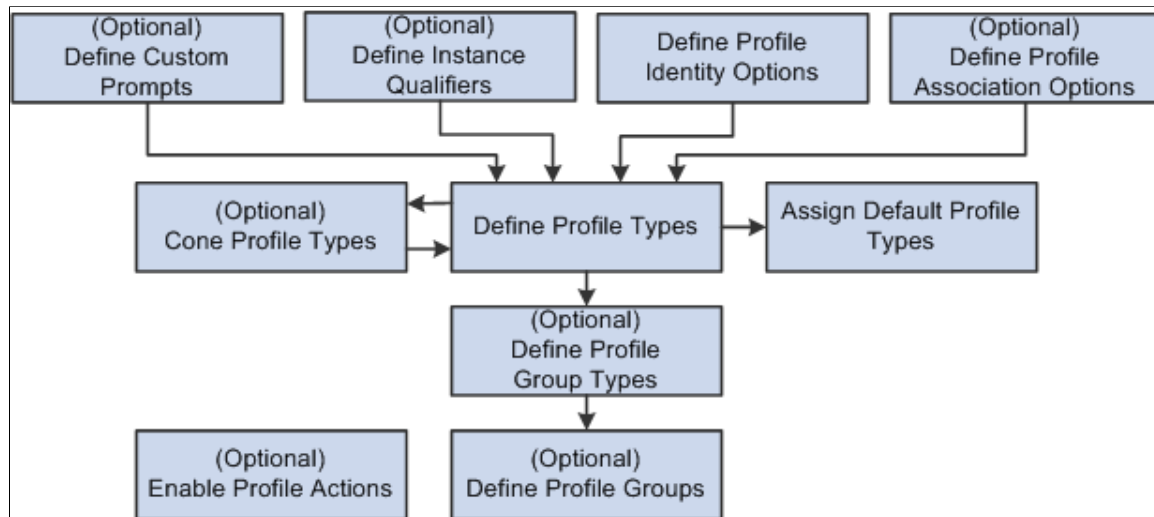 (Optional)
Define Custom
Prompts
(Optional)
Define Instance
Qualifiers
Define Profile
Identity Options
(Optional)
Define Profile
Association Options
(Optional)
Cone Profile Types
Define Profile Types
Assign Default Profile
Types
(Optional)
Define Profile
Group Types
(Optional)
Enable Profile Actions
(Optional)
Define Profile Groups